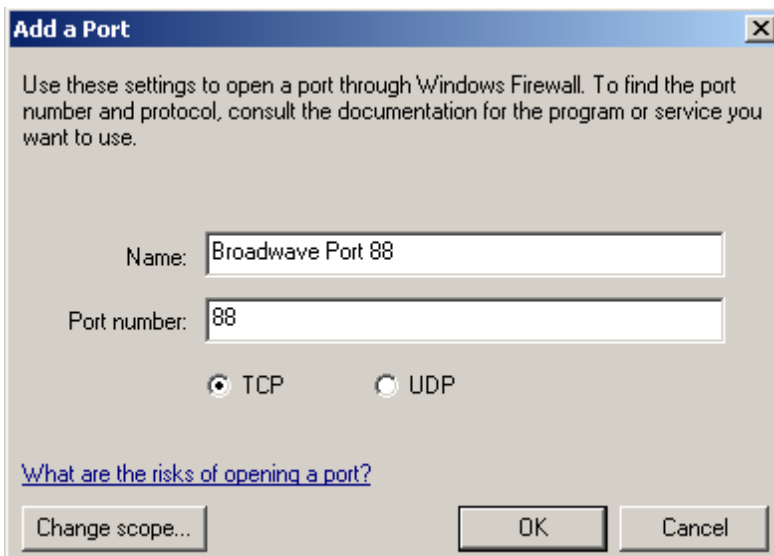 Add a Port
Use these settings to open a port through Windows Firewall. To find the port
number and protocol, consult the documentation for the program or service you
want to use.
Name: Broadwave Port 88
Port number: 88
TCP UDP
What are the risks of opening a port?
Change scope... OK Cancel